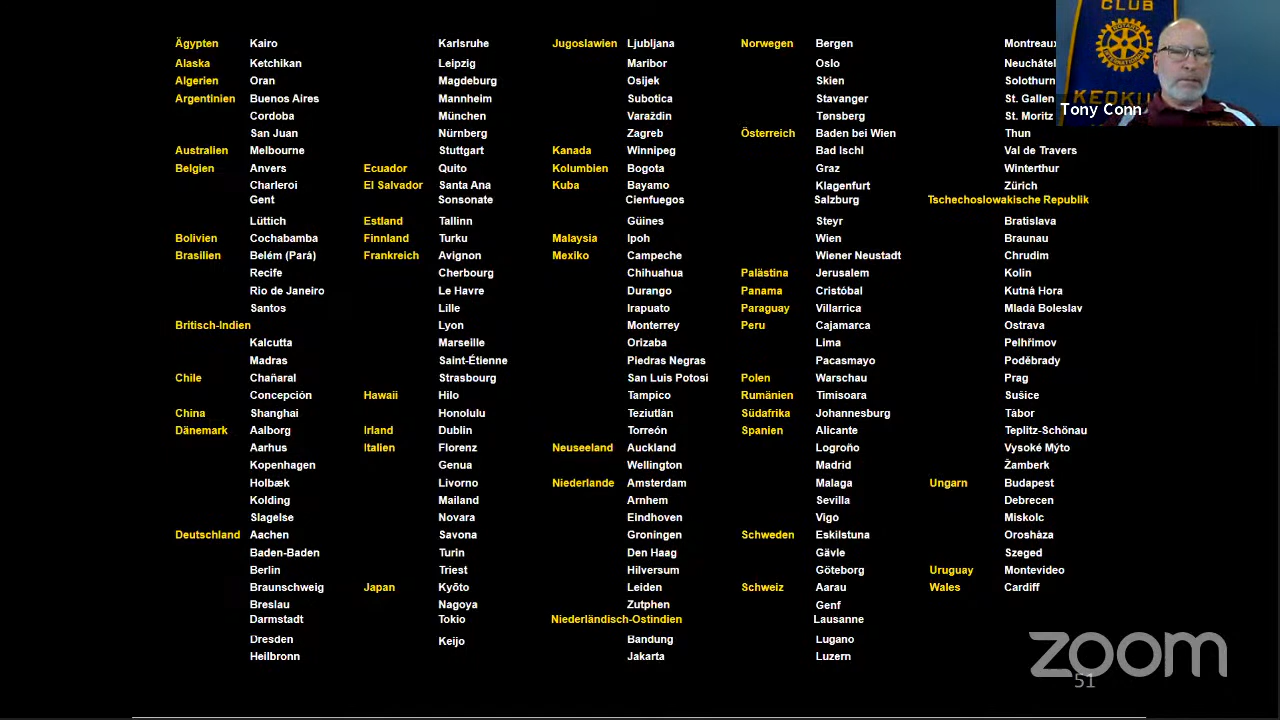 Ägypten Kairo
Alaska Ketchikan
Algerien Oran
Argentinien Buenos Aires
Cordoba
San Juan
Australien Melbourne
Belgien Anvers
Charleroi
Gent
Lüttich
Bolivien Cochabamba
Brasilien Belém (Pará)
Recife
Rio de Janeiro
Santos
Britisch-Indien
Kalcutta
Madras
Chile Chañaral
Concepción
China Shanghai
Dänemark Aalborg
Aarhus
Kopenhagen
Holbæk
Kolding
Slagelse
Deutschland Aachen
Baden-Baden
Berlin
Braunschweig
Breslau
Darmstadt
Dresden
Heilbronn
Karlsruhe
Leipzig
Magdeburg
Mannheim
München
Nürnberg
Stuttgart
Ecuador Quito
El Salvador Santa Ana
Sonsonate
Estland Tallinn
Finnland Turku
Frankreich Avignon
Cherbourg
Le Havre
Lille
Lyon
Marseille
Saint-Étienne
Strasbourg
Hawaii Hilo
Honolulu
Irland Dublin
Italien Florenz
Genua
Livorno
Mailand
Novara
Savona
Turin
Triest
Japan Kyōto
Nagoya
Tokio
Keijo
Jugoslawien Ljubljana
Maribor
Osijek
Subotica
Varaždin
Zagreb
Kanada Winnipeg
Kolumbien Bogota
Kuba Bayamo
Cienfuegos
Güines
Malaysia Ipoh
Mexiko Campeche
Chihuahua
Durango
Irapuato
Monterrey
Orizaba
Piedras Negras
San Luis Potosi
Tampico
Teziutlán
Torreón
Neuseeland Auckland
Wellington
Niederlande Amsterdam
Arnhem
Eindhoven
Groningen
Den Haag
Hilversum
Leiden
Zutphen
Niederländisch-Ostindien
Bandung
Jakarta
Norwegen Bergen
Oslo
Skien
Stavanger
Tønsberg
Österreich Baden bei Wien
Bad Ischl
Graz
Klagenfurt
Salzburg
Steyr
Wien
Wiener Neustadt
Palästina Jerusalem
Panama Cristóbal
Paraguay Villarrica
Peru Cajamarca
Lima
Pacasmayo
Polen Warschau
Rumänien Timisoara
Südafrika Johannesburg
Spanien Alicante
Logroño
Madrid
Malaga
Sevilla
Vigo
Schweden Eskilstuna
Gävle
Göteborg
Schweiz Aarau
Genf
Lausanne
Lugano
Luzern
Montreaux
Neuchâtel
Solothurn
St. Gallen
St. Moritz
Thun
Val de Travers
Winterthur
Zürich
Tschechoslowakische Republik
Bratislava
Braunau
Chrudim
Kolin
Kutná Hora
Mladá Boleslav
Ostrava
Pelhřimov
Poděbrady
Prag
Sušice
Tábor
Teplitz-Schönau
Vysoké Mýto
Žamberk
Ungarn Budapest
Debrecen
Miskolc
Orosháza
Szeged
Uruguay Montevideo
Wales Cardiff
CLUB
KEOKU
Tony Conn
zoom
51